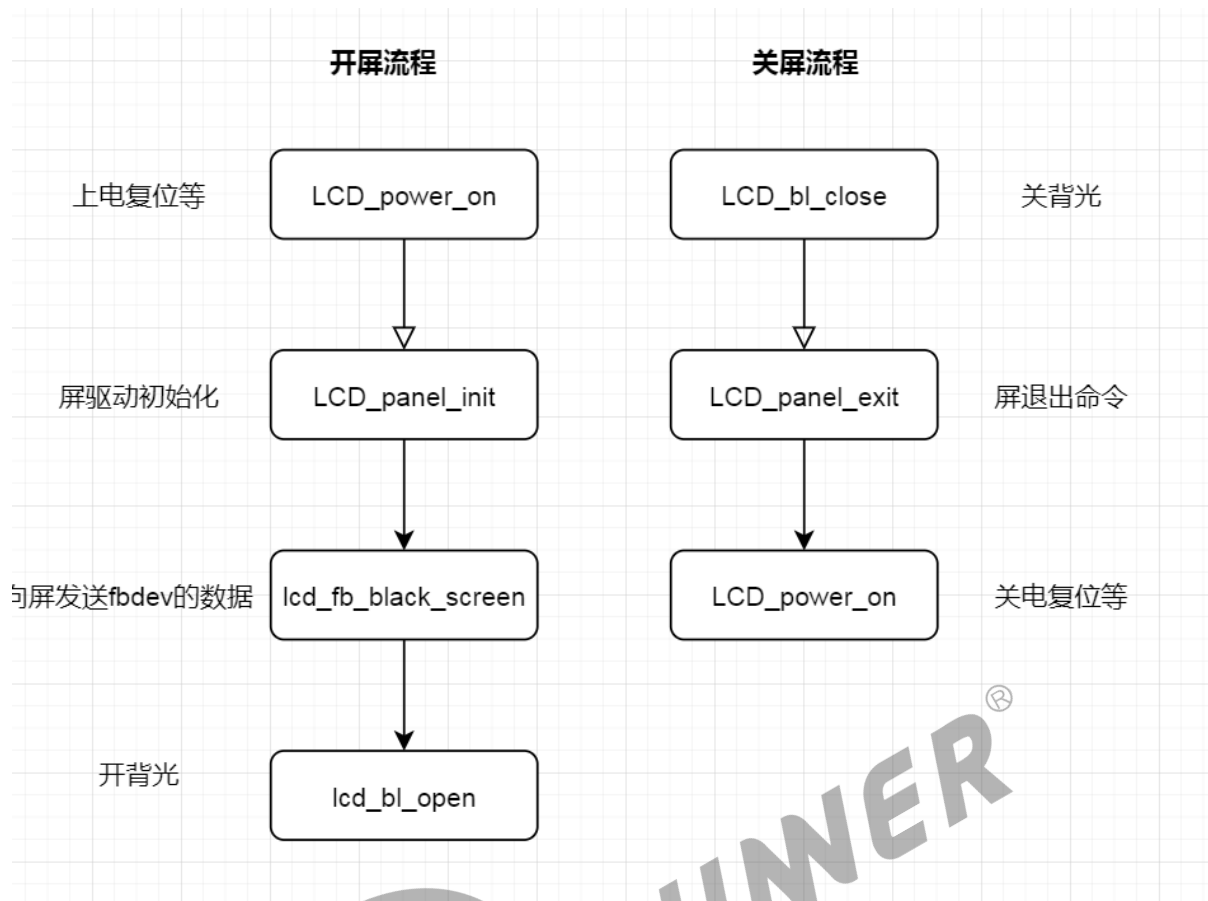 开屏流程
关屏流程
上电复位等
LCD_power_on
LCD_bl_close
关背光
屏驱动初始化
LCD_panel_init
LCD_panel_exit
屏退出命令
向屏发送fbdev的数据
lcd_fb_black_screen
LCD_power_on
关电复位等
开背光
lcd_bl_open
®